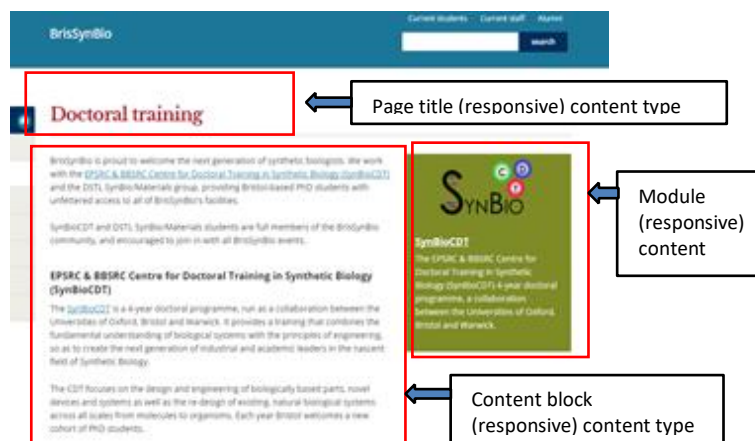 Current students Current staff Alumni
BrisSynBio
search
Doctoral training
Page title (responsive) content type
BrisSynBio is proud to welcome the next generation of synthetic biologists. We work
with the EPSRC & BBSRC Centre for Doctoral Training in Synthetic Biology (SynBioCDT)
and the DSTL SynBio/Materials group, providing Bristol-based PhD students with
unfettered access to all of BrisSynBio's facilities.
SynBioCDT and DSTL SynBio/Materials students are full members of the BrisSynBio
community, and encouraged to join in with all BrisSynBio events.
EPSRC & BBSRC Centre for Doctoral Training in Synthetic Biology
(SynBioCDT)
The SynBioCDT is a 4-year doctoral programme, run as a collaboration between the
Universities of Oxford, Bristol and Warwick. It provides a training that combines the
fundamental understanding of biological systems with the principles of engineering,
so as to create the next generation of industrial and academic leaders in the nascent
field of Synthetic Biology.
The CDT focuses on the design and engineering of biologically based parts, novel
devices and systems as well as the re-design of existing, natural biological systems
across all scales from molecules to organisms. Each year Bristol welcomes a new
cohort of PhD students.
C D T
SYNBIO
SynBioCDT
The EPSRC & BBSRC Centre for
Doctoral Training in Synthetic
Biology (SynBioCDT) 4-year doctoral
programme, a collaboration
between the Universities of Oxford,
Bristol and Warwick.
Module
(responsive)
content
Content block
(responsive) content type